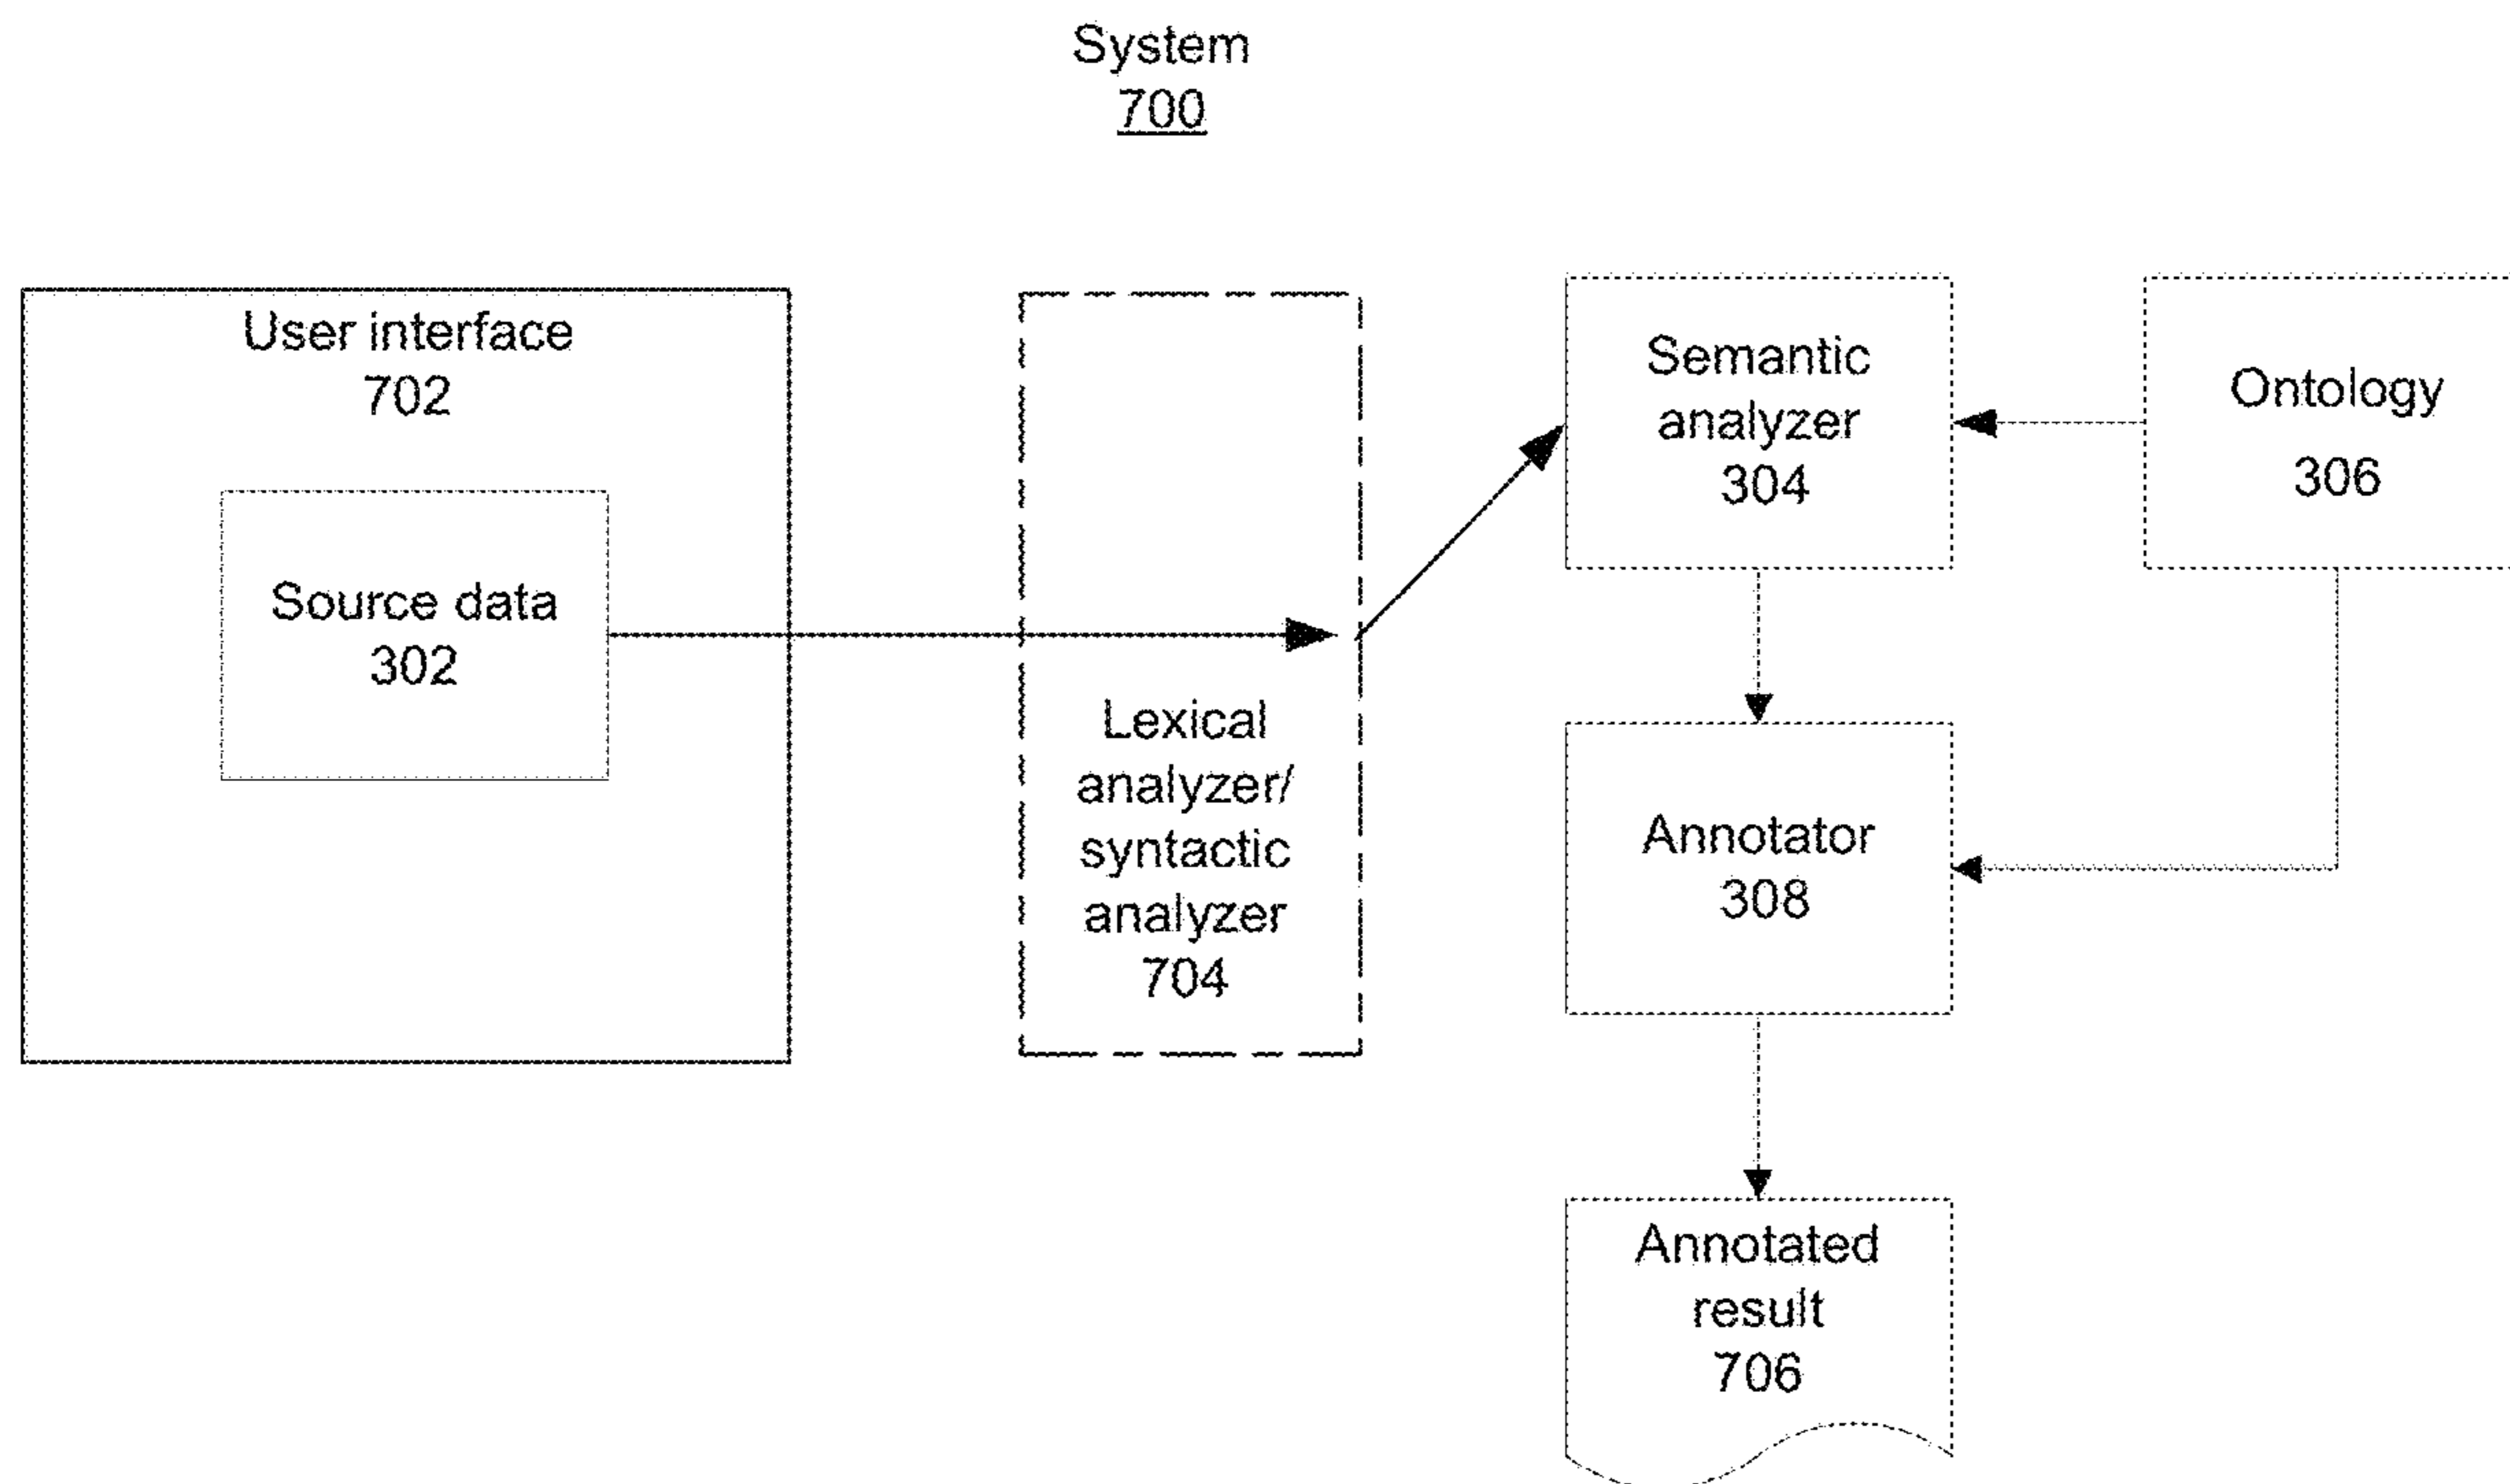 System
700
User interface
702
Source data
302
Lexical
analyzer/
syntactic
analyzer
704
Semantic
analyzer
304
Ontology
306
Annotator
308
Annotated
result
706